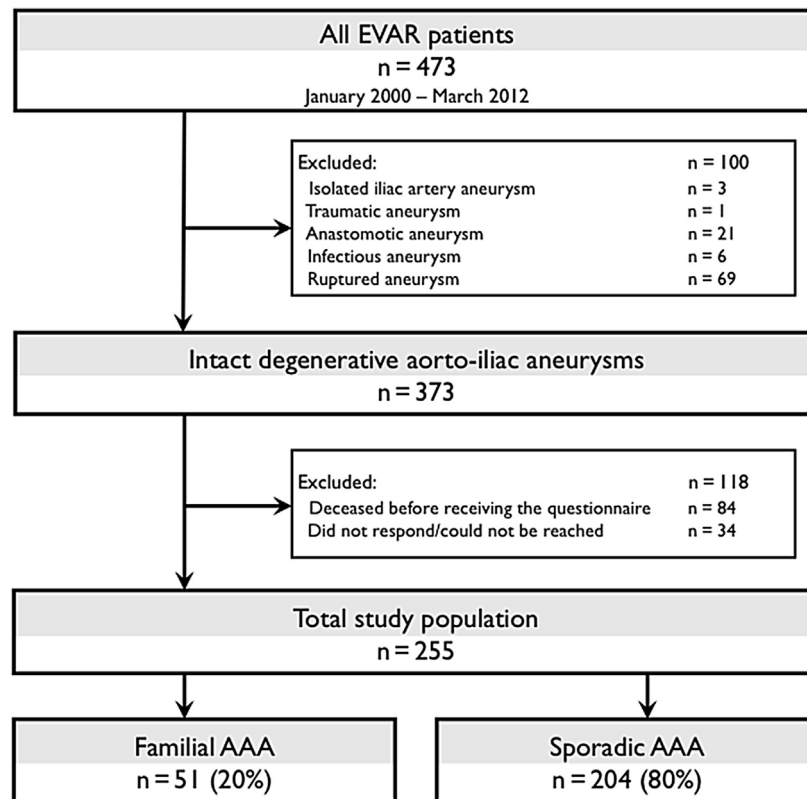 All EVAR patients
n = 473
January 2000 – March 2012
Excluded: n = 100
Isolated iliac artery aneurysm n = 3
Traumatic aneurysm n = 1
Anastomotic aneurysm n = 21
Infectious aneurysm n = 6
Ruptured aneurysm n = 69
Intact degenerative aorto-iliac aneurysms
n = 373
Excluded: n = 118
Deceased before receiving the questionnaire n = 84
Did not respond/could not be reached n = 34
Total study population
n = 255
Familial AAA
n = 51 (20%)
Sporadic AAA
n = 204 (80%)